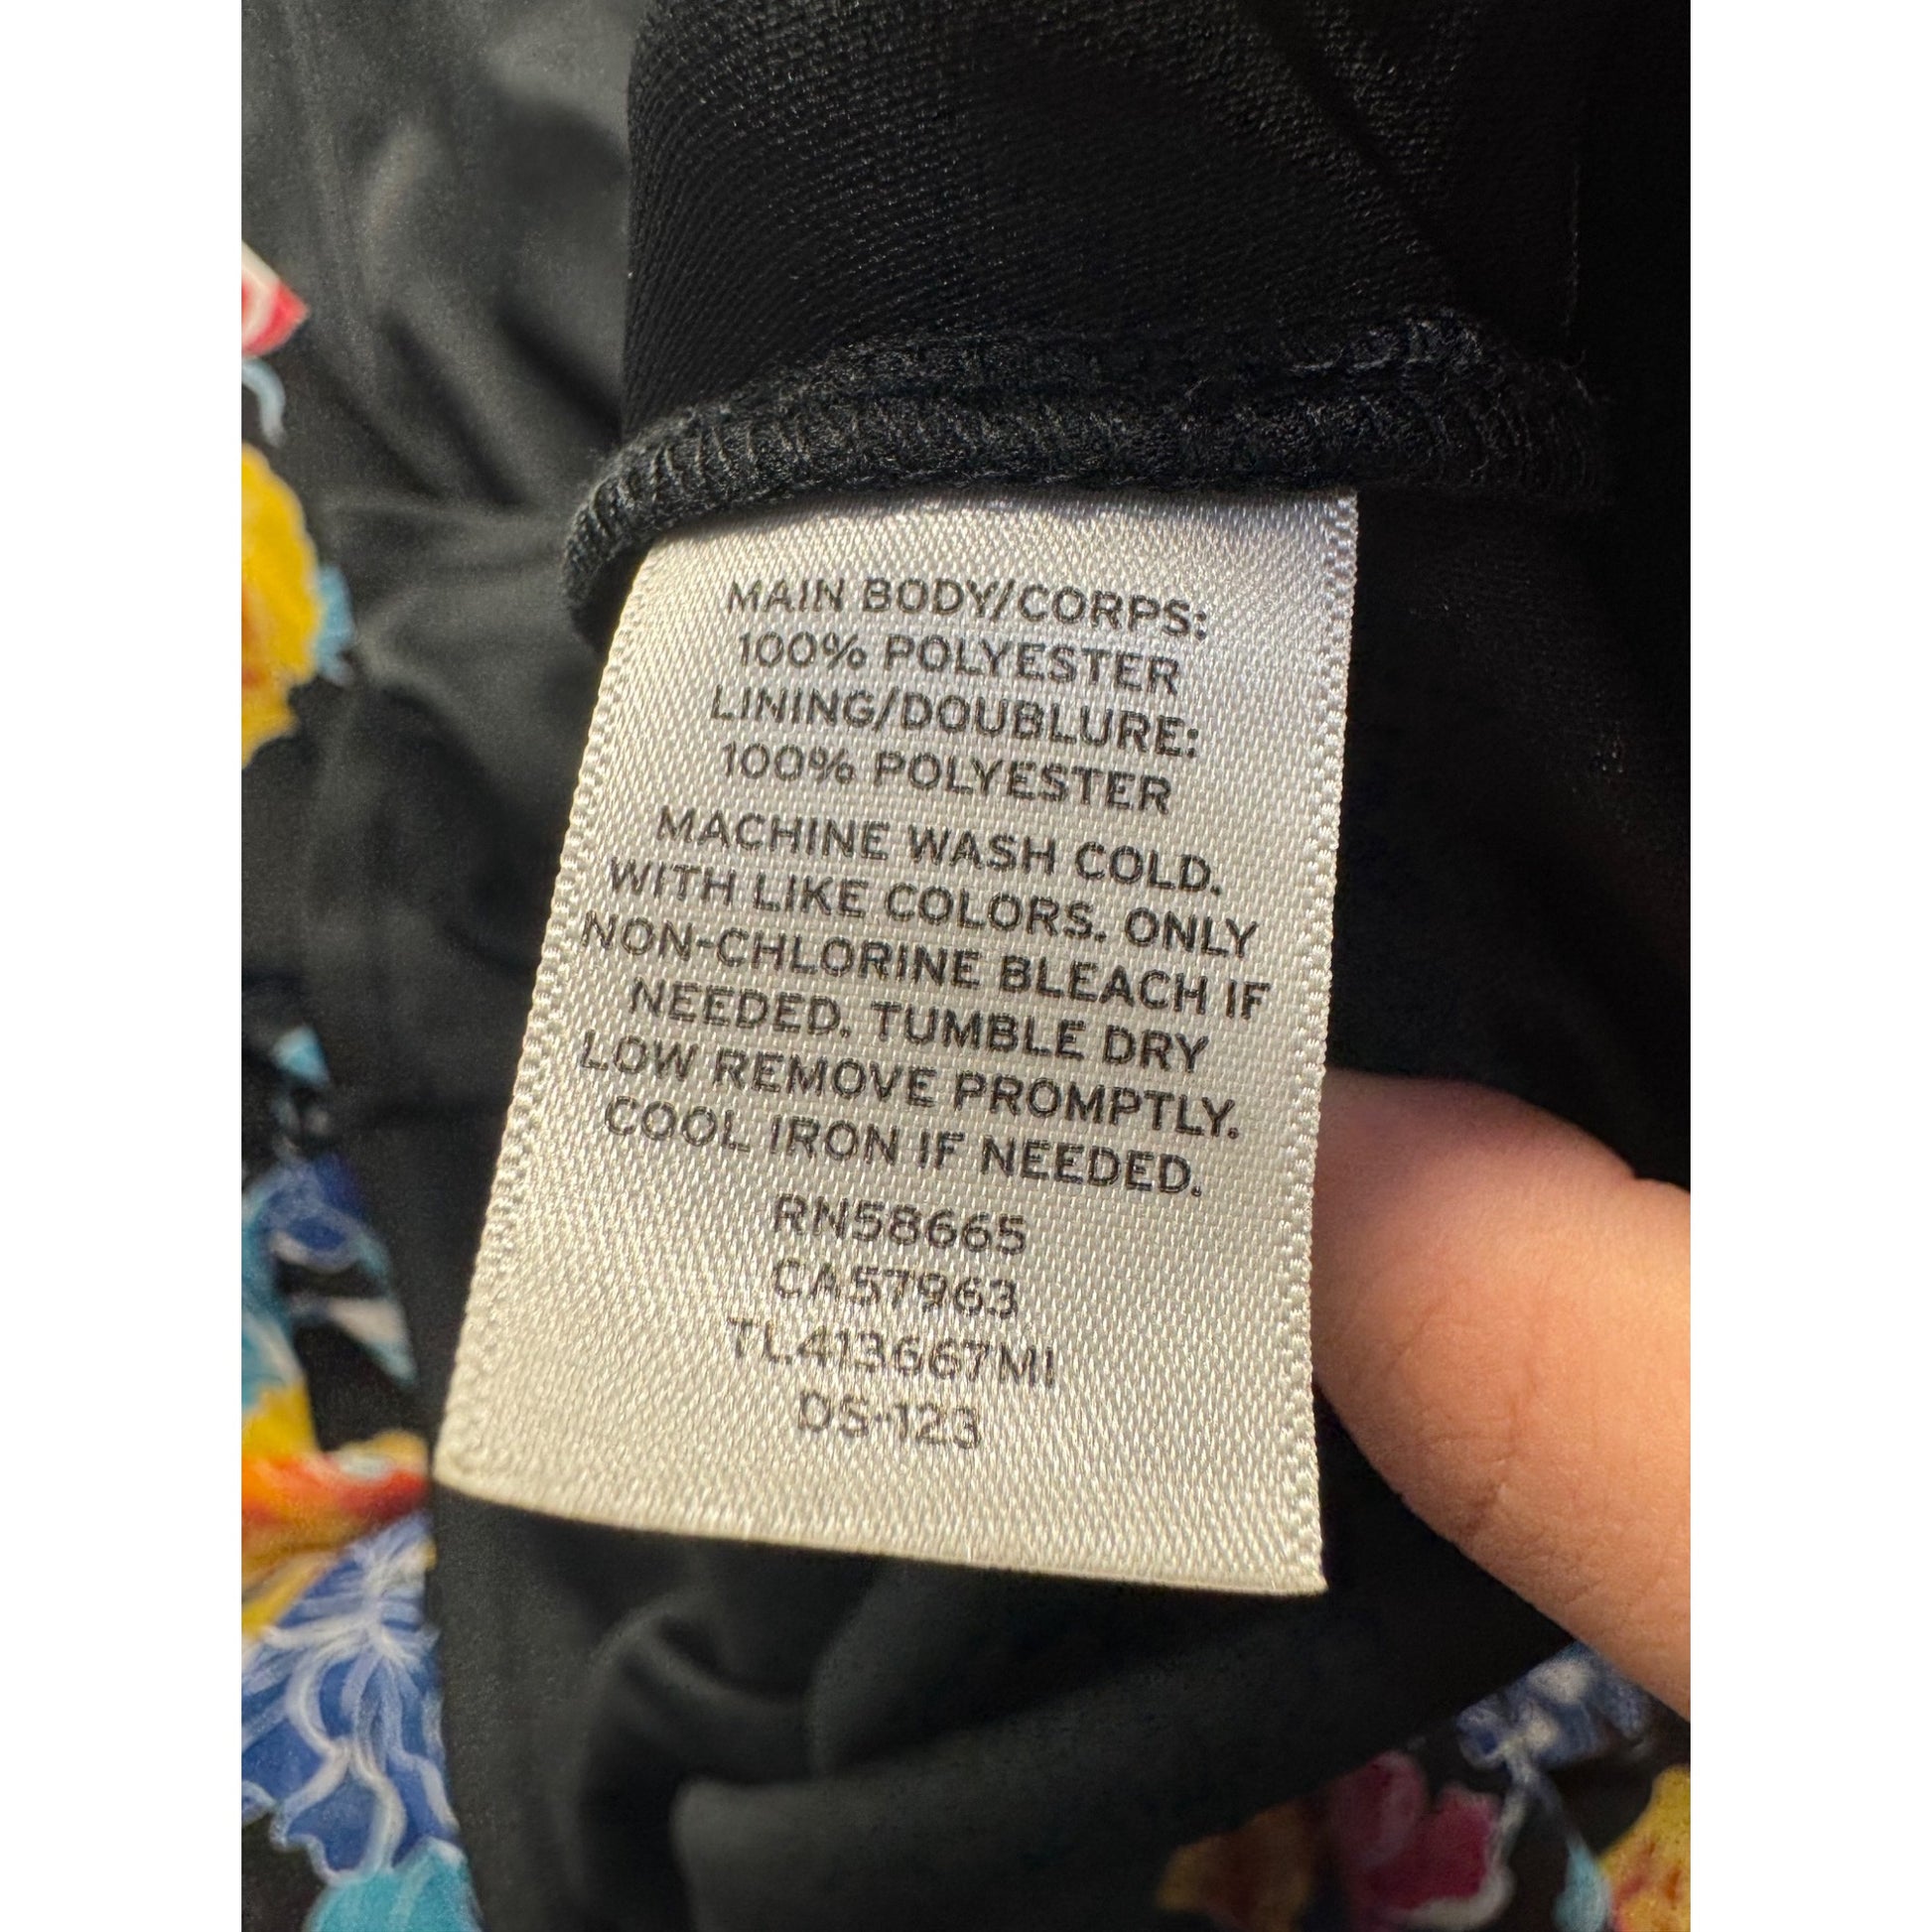 MAIN BODY/CORPS:
100% POLYESTER
LINING/DOUBLURE:
100% POLYESTER
MACHINE WASH COLD.
WITH LIKE COLORS. ONLY
NON-CHLORINE BLEACH IF
NEEDED. TUMBLE DRY
LOW REMOVE PROMPTLY.
COOL IRON IF NEEDED.
RN58665
CA57963
TL413667MI
DS-123